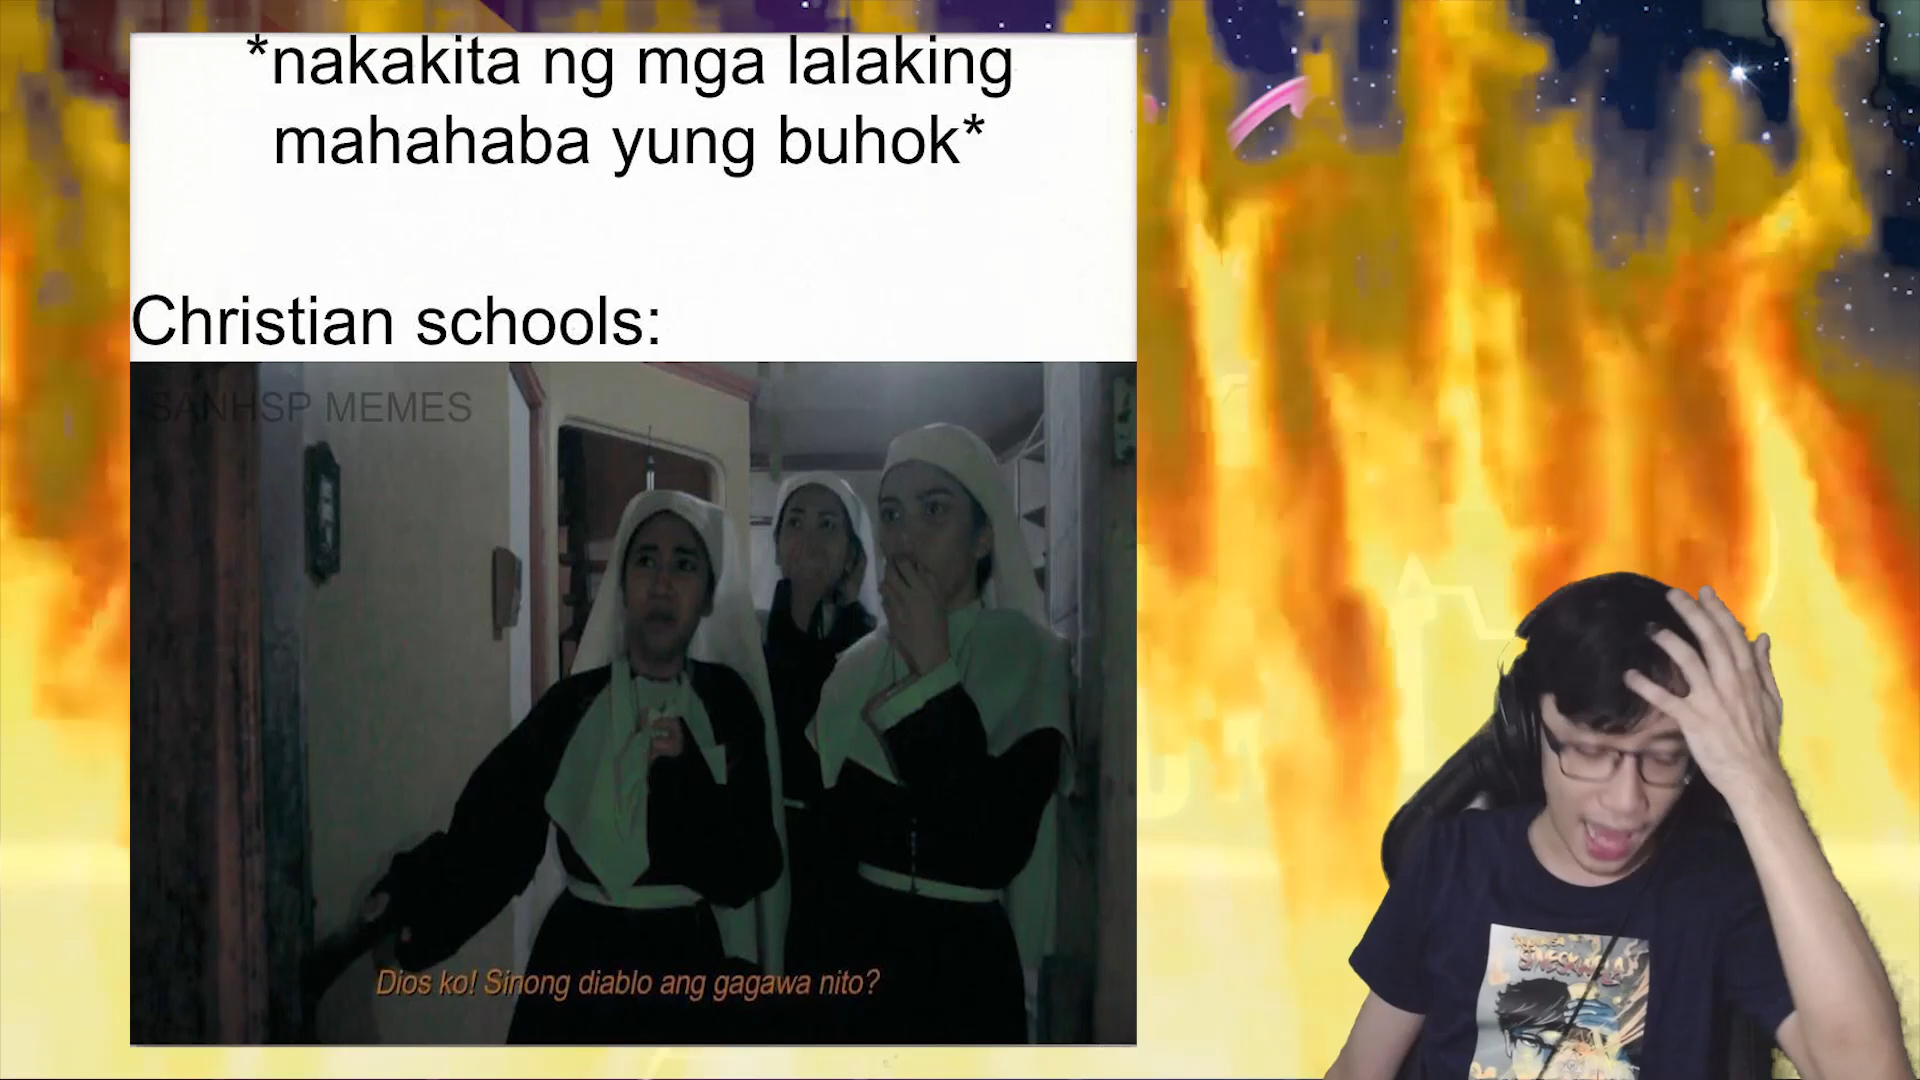 *nakakita ng mga lalaking
mahahaba yung buhok*
Christian schools:
SANHSP MEMES
Dios ko! Sinong diablo ang gagawa nito?